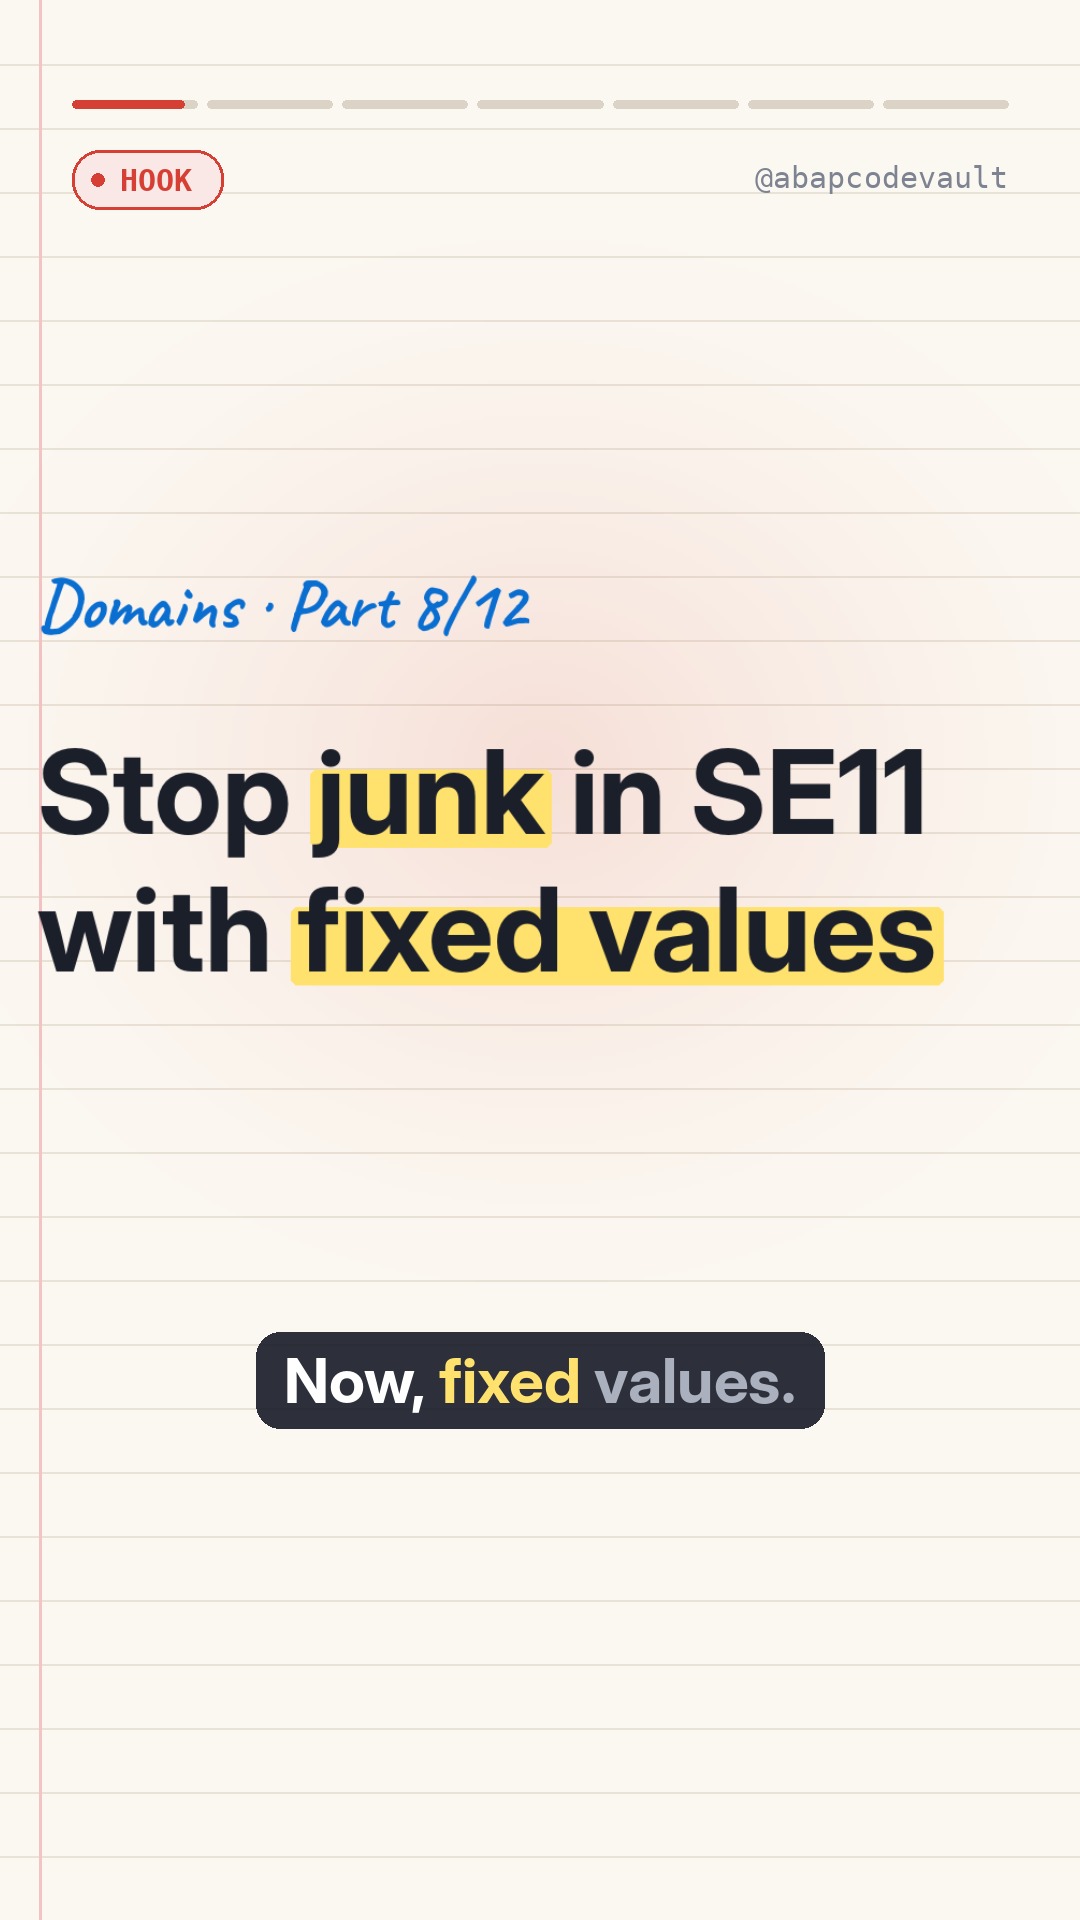 HOOK
@abapcodevault
Domains · Part 8/12
Stop junk in SE11
with fixed values
Now, fixed values.